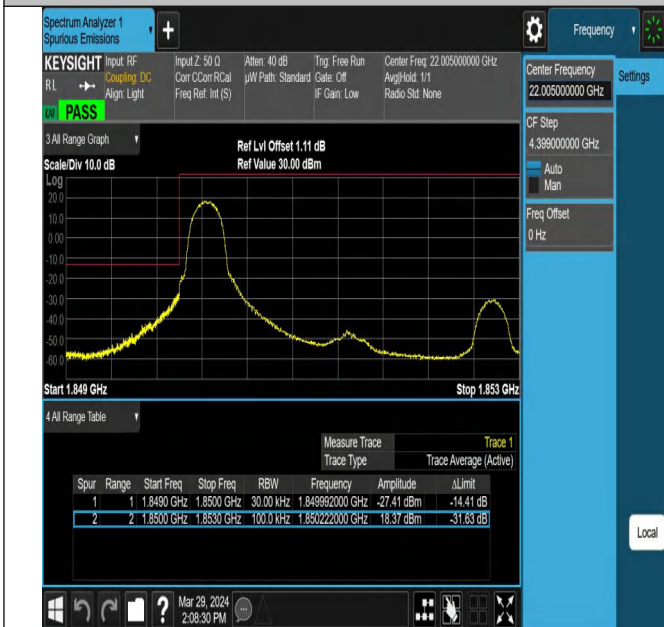 Spectrum Analyzer 1
Spurious Emissions
Frequency
KEYSIGHT Input: RF Input Z: 50 Ω Atten: 40 dB Trig: Free Run Center Freq: 22.005000000 GHz
RL Coupling: DC Corr CCorr RCal µW Path: Standard Gate: Off Avg|Hold: 1/1
Align: Light Freq Ref: Int (S) IF Gain: Low Radio Std: None
PASS
Center Frequency
22.005000000 GHz
Settings
CF Step
4.399000000 GHz
Auto
Man
Freq Offset
0 Hz
3 All Range Graph
Ref Lvl Offset 1.11 dB
Scale/Div 10.0 dB Ref Value 30.00 dBm
Log
20.0
10.0
0.00
-10.0
-20.0
-30.0
-40.0
-50.0
-60.0
Start 1.849 GHz Stop 1.853 GHz
4 All Range Table
Measure Trace Trace 1
Trace Type Trace Average (Active)
Spur Range Start Freq Stop Freq RBW Frequency Amplitude ΔLimit
1 1 1.8490 GHz 1.8500 GHz 30.00 kHz 1.849992000 GHz -27.41 dBm -14.41 dB
2 2 1.8500 GHz 1.8530 GHz 100.0 kHz 1.850222000 GHz 18.37 dBm -31.63 dB
Local
Mar 29, 2024
2:08:30 PM